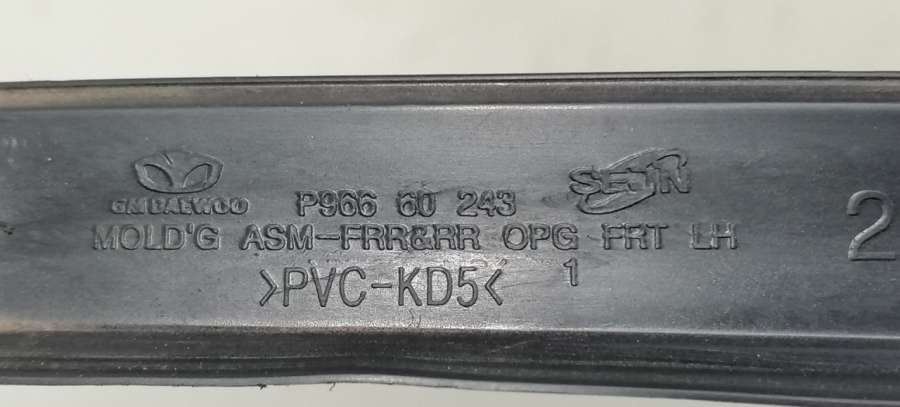 GM DAEWOO P966 60 243 SEJIN
MOLD'G ASM-FRR&RR OPG FRT LH
>PVC-KD5< 1
2